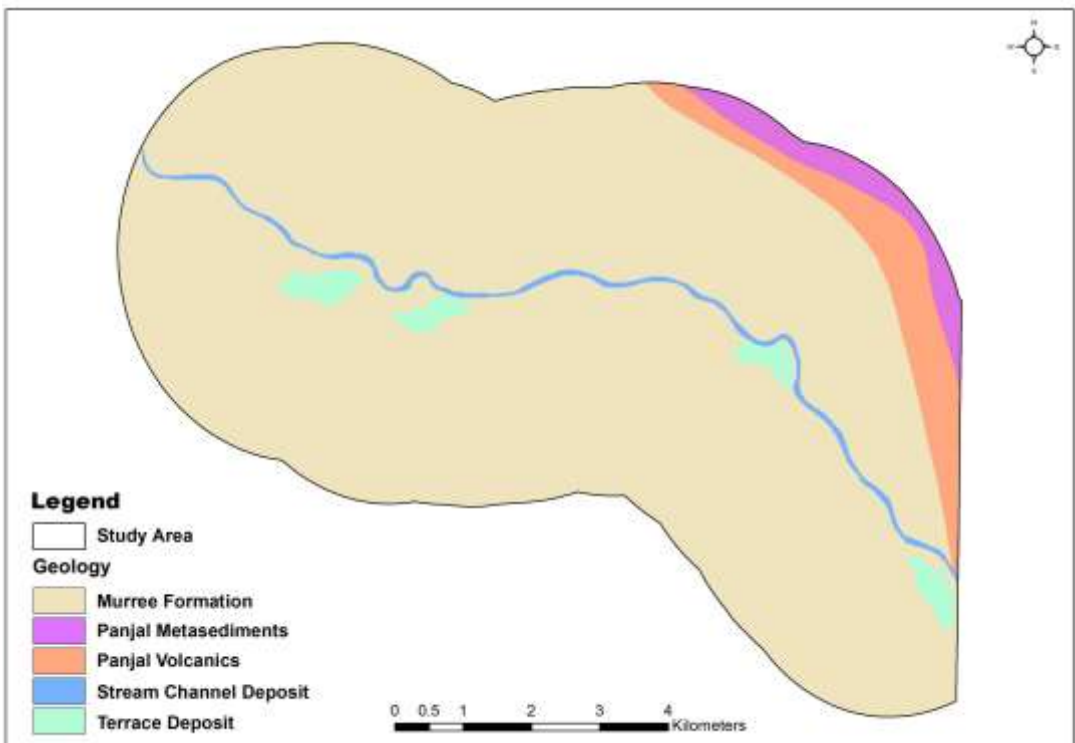 N
W E
S
Legend
Study Area
Geology
Murree Formation
Panjal Metasediments
Panjal Volcanics
Stream Channel Deposit
Terrace Deposit
0 0.5 1 2 3 4
Kilometers